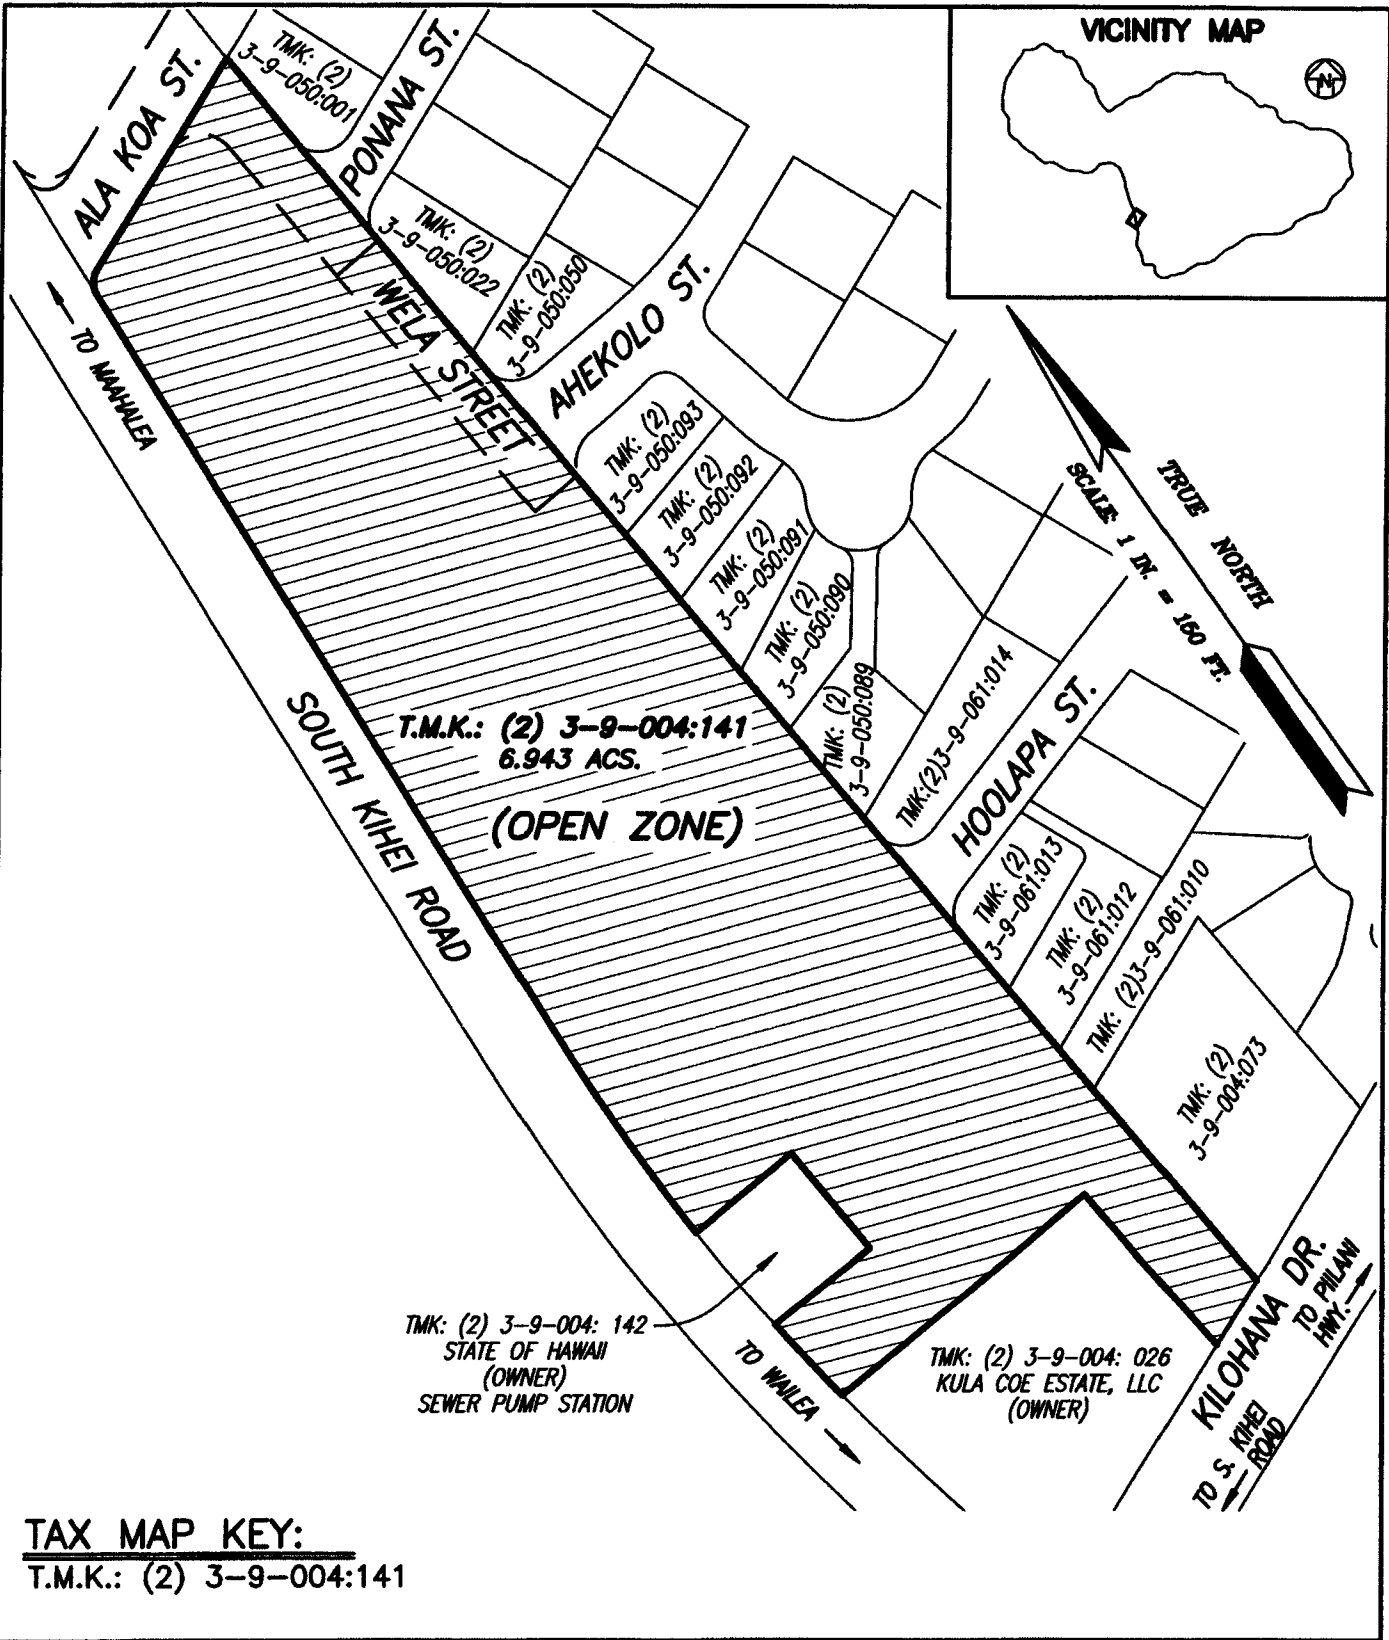 VICINITY MAP
N
ALA KOA ST.
TMK: (2)
3-9-050:001
PONANA ST.
TMK: (2)
3-9-050:022
TMK: (2)
3-9-050:050
WELA STREET
AHEKOLO ST.
TO MAAHALEA
TMK: (2)
3-9-050:093
TMK: (2)
3-9-050:092
TMK: (2)
3-9-050:091
TMK: (2)
3-9-050:090
TMK: (2)
3-9-050:089
TMK:(2)3-9-061:014
TRUE NORTH
SCALE: 1 IN. = 150 FT.
HOOLAPA ST.
TMK: (2)
3-9-061:013
TMK: (2)
3-9-061:012
TMK: (2)3-9-061:010
TMK: (2)
3-9-004:073
SOUTH KIHEI ROAD
T.M.K.: (2) 3-9-004:141
6.943 ACS.
(OPEN ZONE)
TMK: (2) 3-9-004: 142
STATE OF HAWAII
(OWNER)
SEWER PUMP STATION
TO WAILEA
TMK: (2) 3-9-004: 026
KULA COE ESTATE, LLC
(OWNER)
KILOHANA DR.
TO PIILANI
HWY.
TO S. KIHEI
ROAD
TAX MAP KEY:
T.M.K.: (2) 3-9-004:141